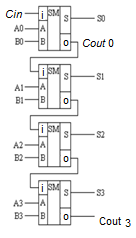 Cin i SM S S0
A0 A
B0 B o Cout 0
i SM S S1
A1 A
B1 B o
i SM S S2
A2 A
B2 B o
i SM S S3
A3 A
B3 B o Cout 3